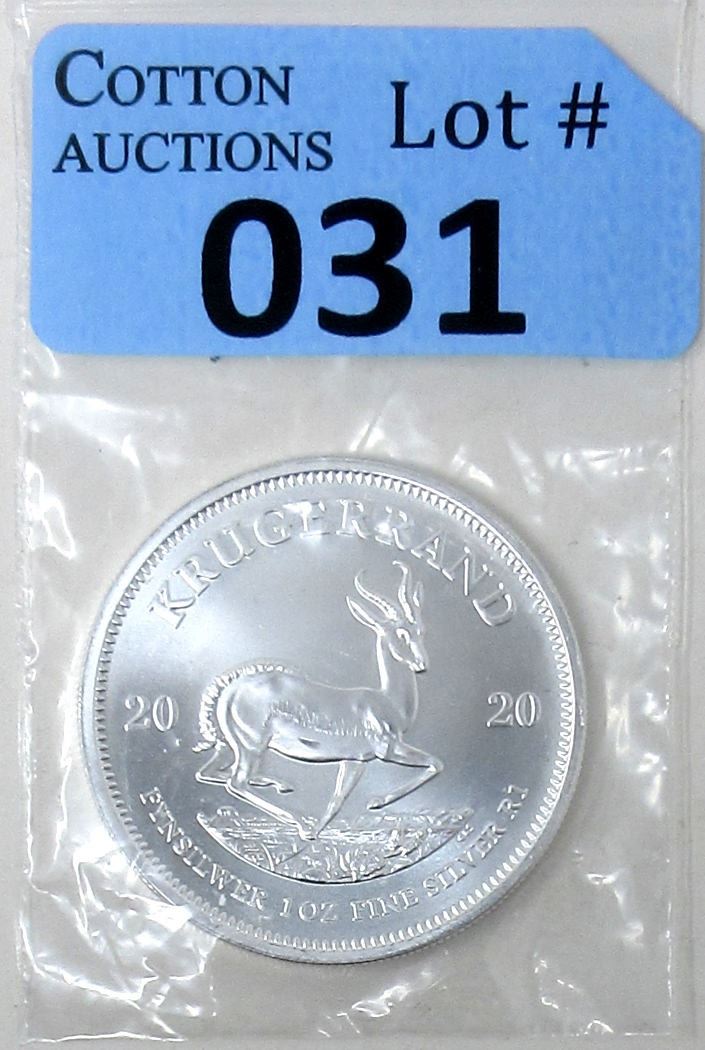 COTTON
AUCTIONS
Lot #
031
KRUGERRAND
20 20
FYNSILWER 1 OZ FINE SILVER R1